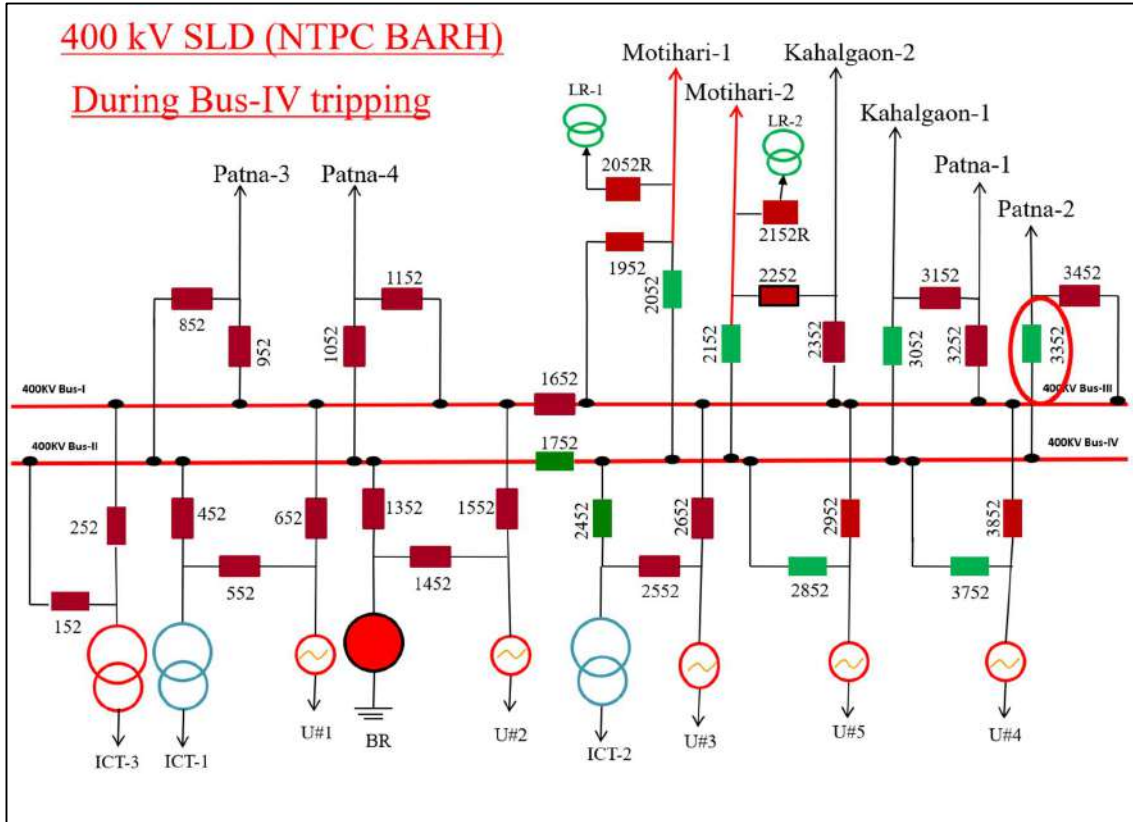 400 kV SLD (NTPC BARH)
During Bus-IV tripping
Motihari-1
Kahalgaon-2
LR-1
Motihari-2
LR-2
Kahalgaon-1
Patna-3
Patna-4
2052R
Patna-1
Patna-2
2152R
1952
1152
2252
3152
3452
852
2052
952
1052
2152
2352
3052
3252
3352
400KV Bus-I
1652
400KV Bus-III
400KV Bus-II
1752
400KV Bus-IV
252
452
652
1352
1552
2452
2652
2952
3852
552
1452
2552
2852
3752
152
U#1
BR
U#2
ICT-2
U#3
U#5
U#4
ICT-3
ICT-1